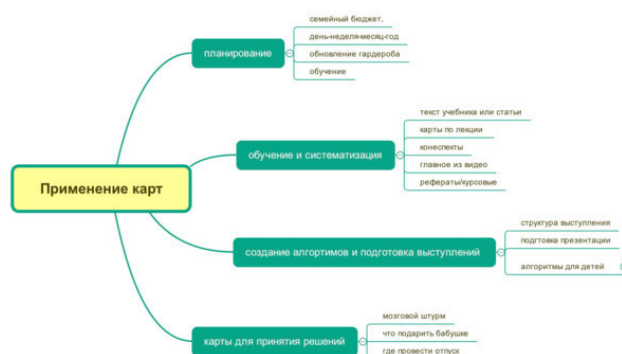 Применение карт
планирование
семейный бюджет,
день-неделя-месяц-год
обновление гардероба
обучение
обучение и систематизация
текст учебника или статьи
карты по лекции
конеспекты
главное из видео
рефераты/курсовые
создание алгортимов и подготовка выступлений
структура выступления
подгтовка презентации
алгоритмы для детей
карты для принятия решений
мозговой штурм
что подарить бабушке
где провести отпуск